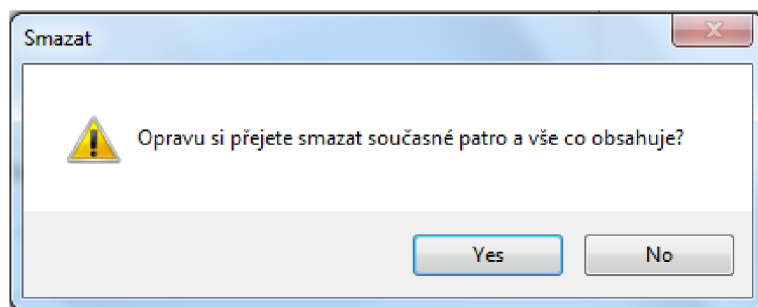 Smazat
Opravu si přejete smazat současné patro a vše co obsahuje?
Yes
No